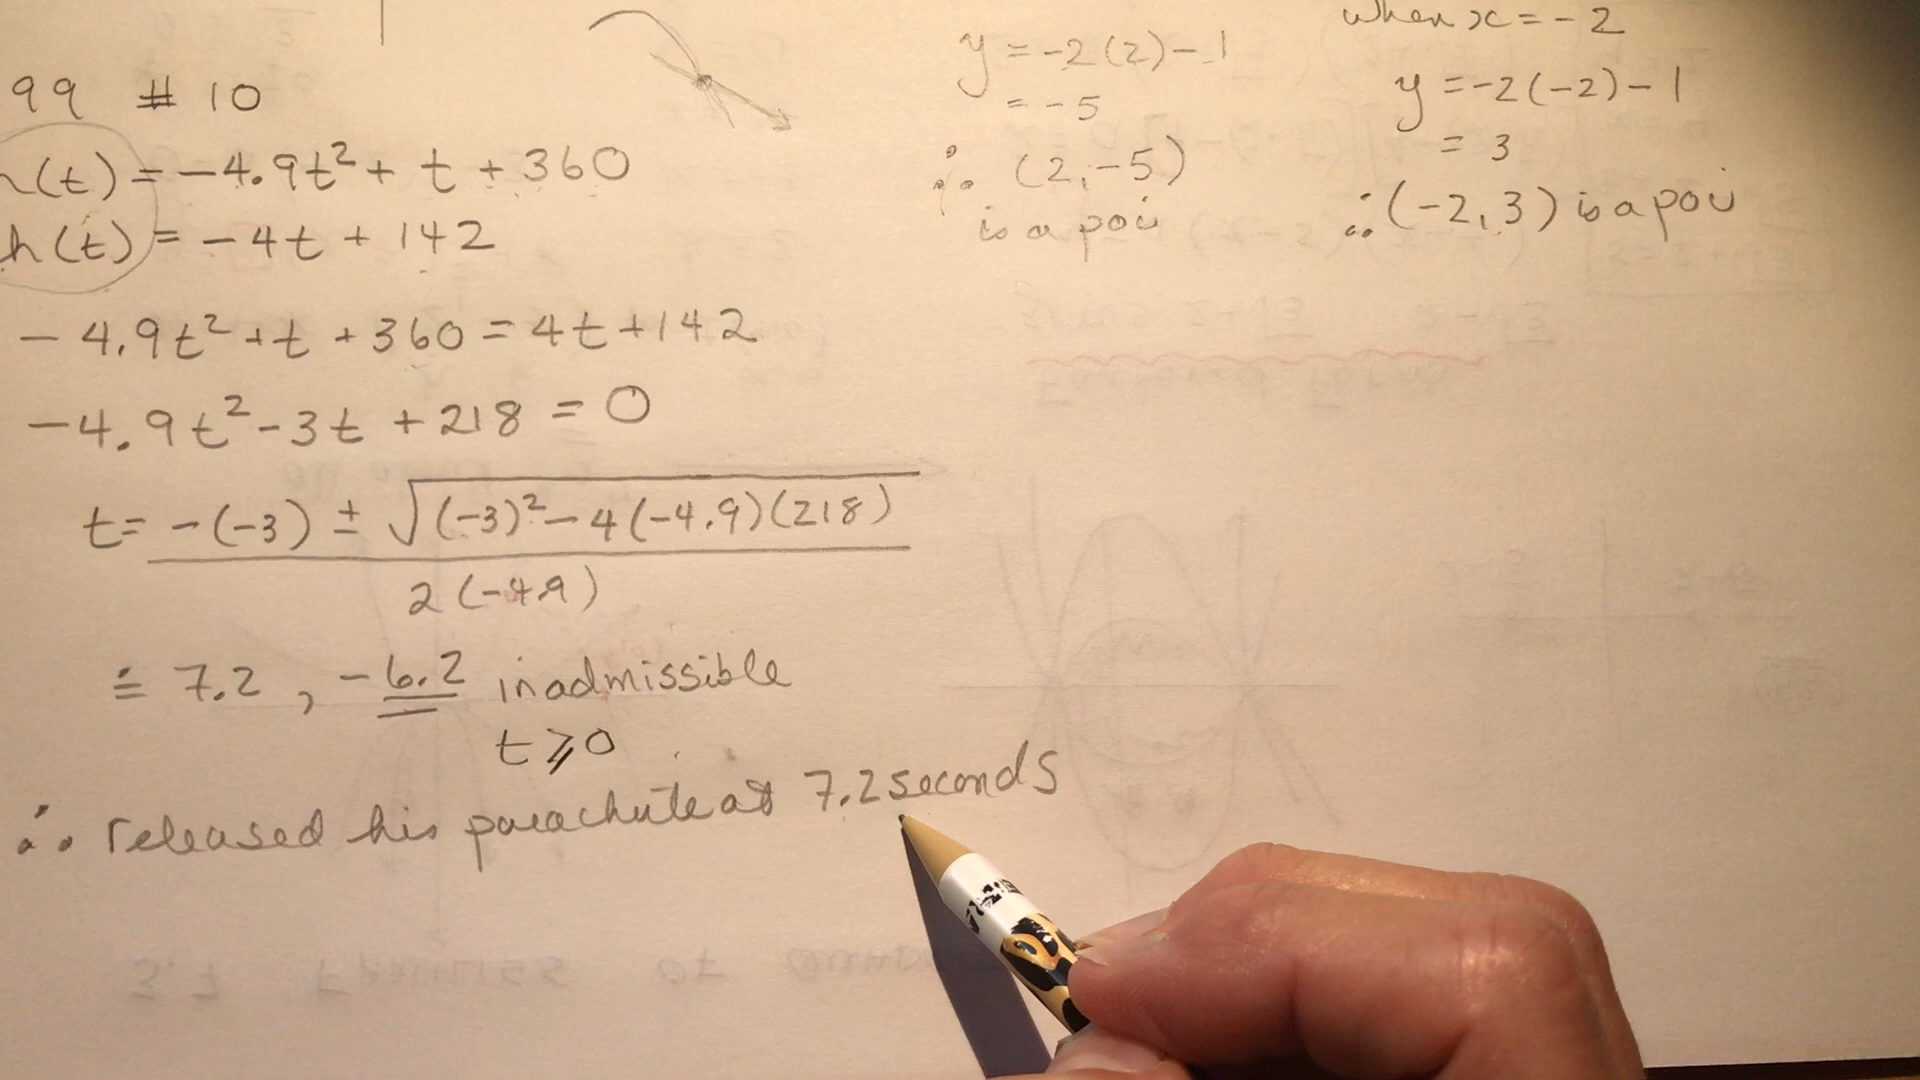 99 # 10
h(t) = -4.9t² + t + 360
h(t) = -4t + 142
-4.9t² + t + 360 = 4t + 142
-4.9t² - 3t + 218 = 0
t = -(-3) ± √(-3)² - 4(-4.9)(218)
2(-4.9)
≐ 7.2 , -6.2 inadmissible
t ⩾ 0
∴ released his parachute at 7.2 seconds
y = -2(2) - 1
= -5
∴ (2, -5)
is a poi
when x = -2
y = -2(-2) - 1
= 3
∴ (-2, 3) is a poi